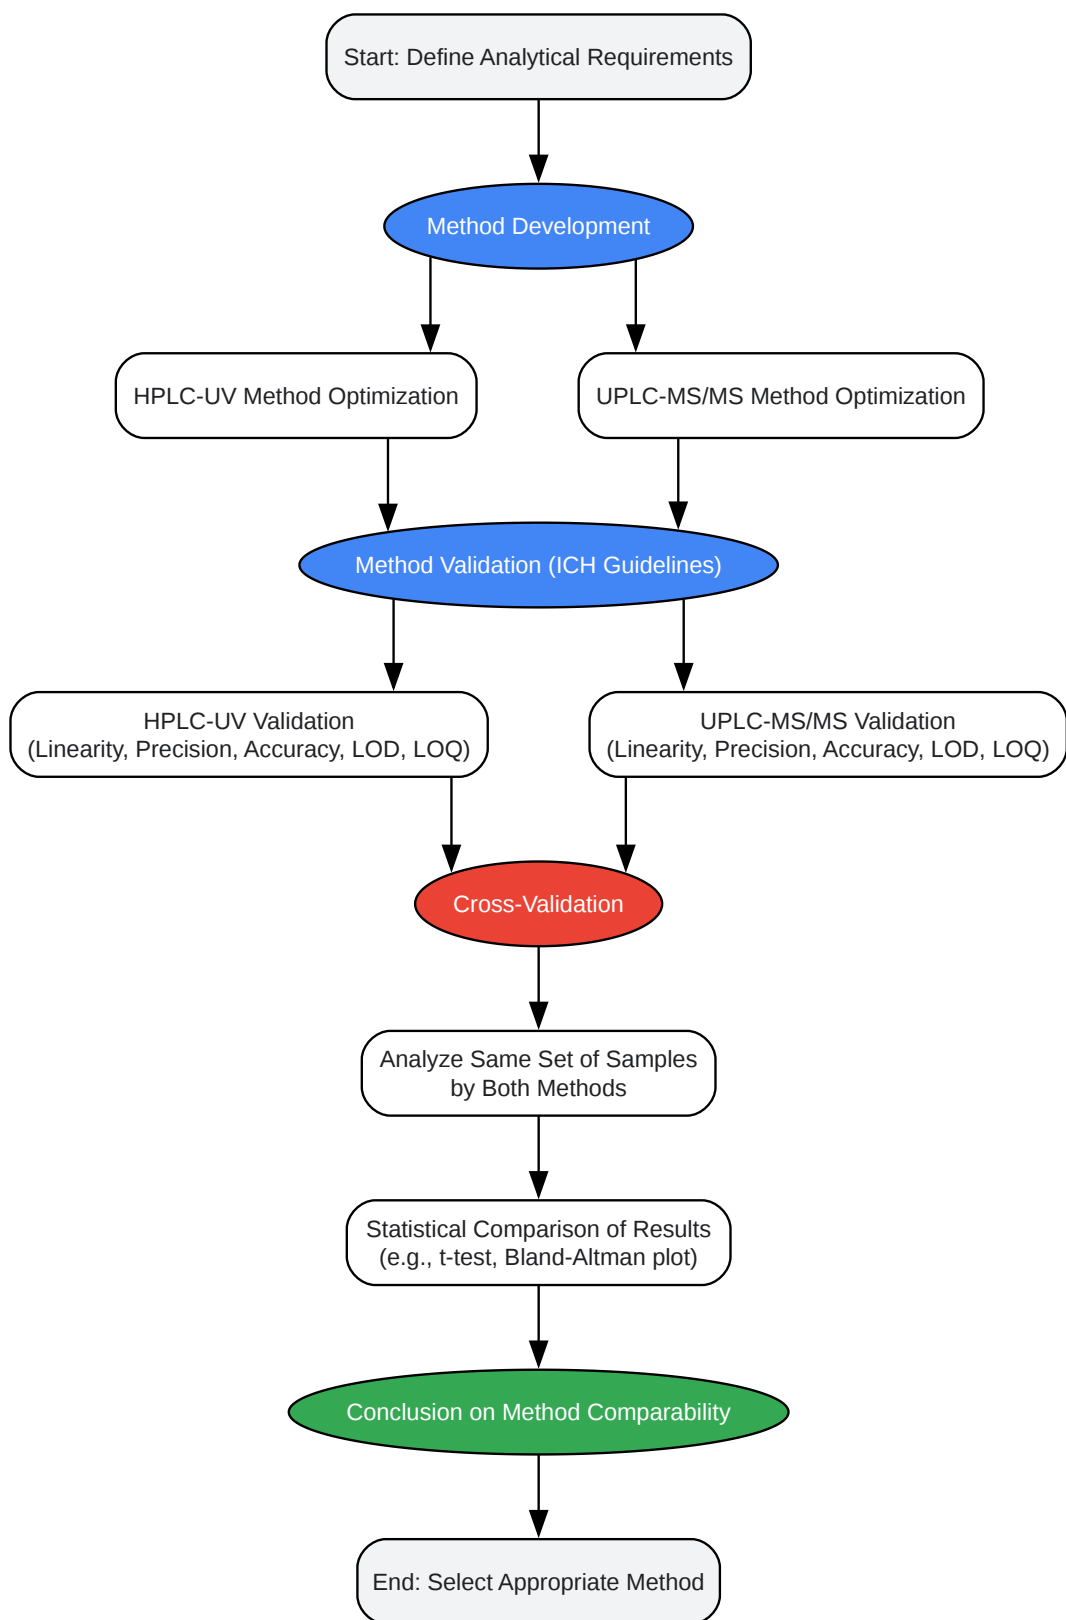 Start: Define Analytical Requirements
Method Development
HPLC-UV Method Optimization
UPLC-MS/MS Method Optimization
Method Validation (ICH Guidelines)
HPLC-UV Validation
(Linearity, Precision, Accuracy, LOD, LOQ)
UPLC-MS/MS Validation
(Linearity, Precision, Accuracy, LOD, LOQ)
Cross-Validation
Analyze Same Set of Samples
by Both Methods
Statistical Comparison of Results
(e.g., t-test, Bland-Altman plot)
Conclusion on Method Comparability
End: Select Appropriate Method